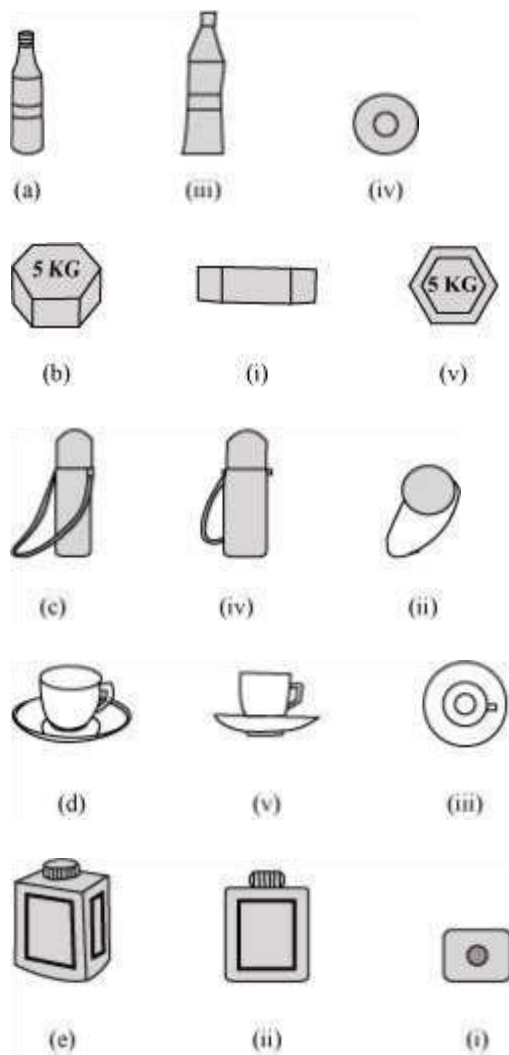 (a) (iii) (iv)
5 KG 5 KG
(b) (i) (v)
(c) (iv) (ii)
(d) (v) (iii)
(e) (ii) (i)